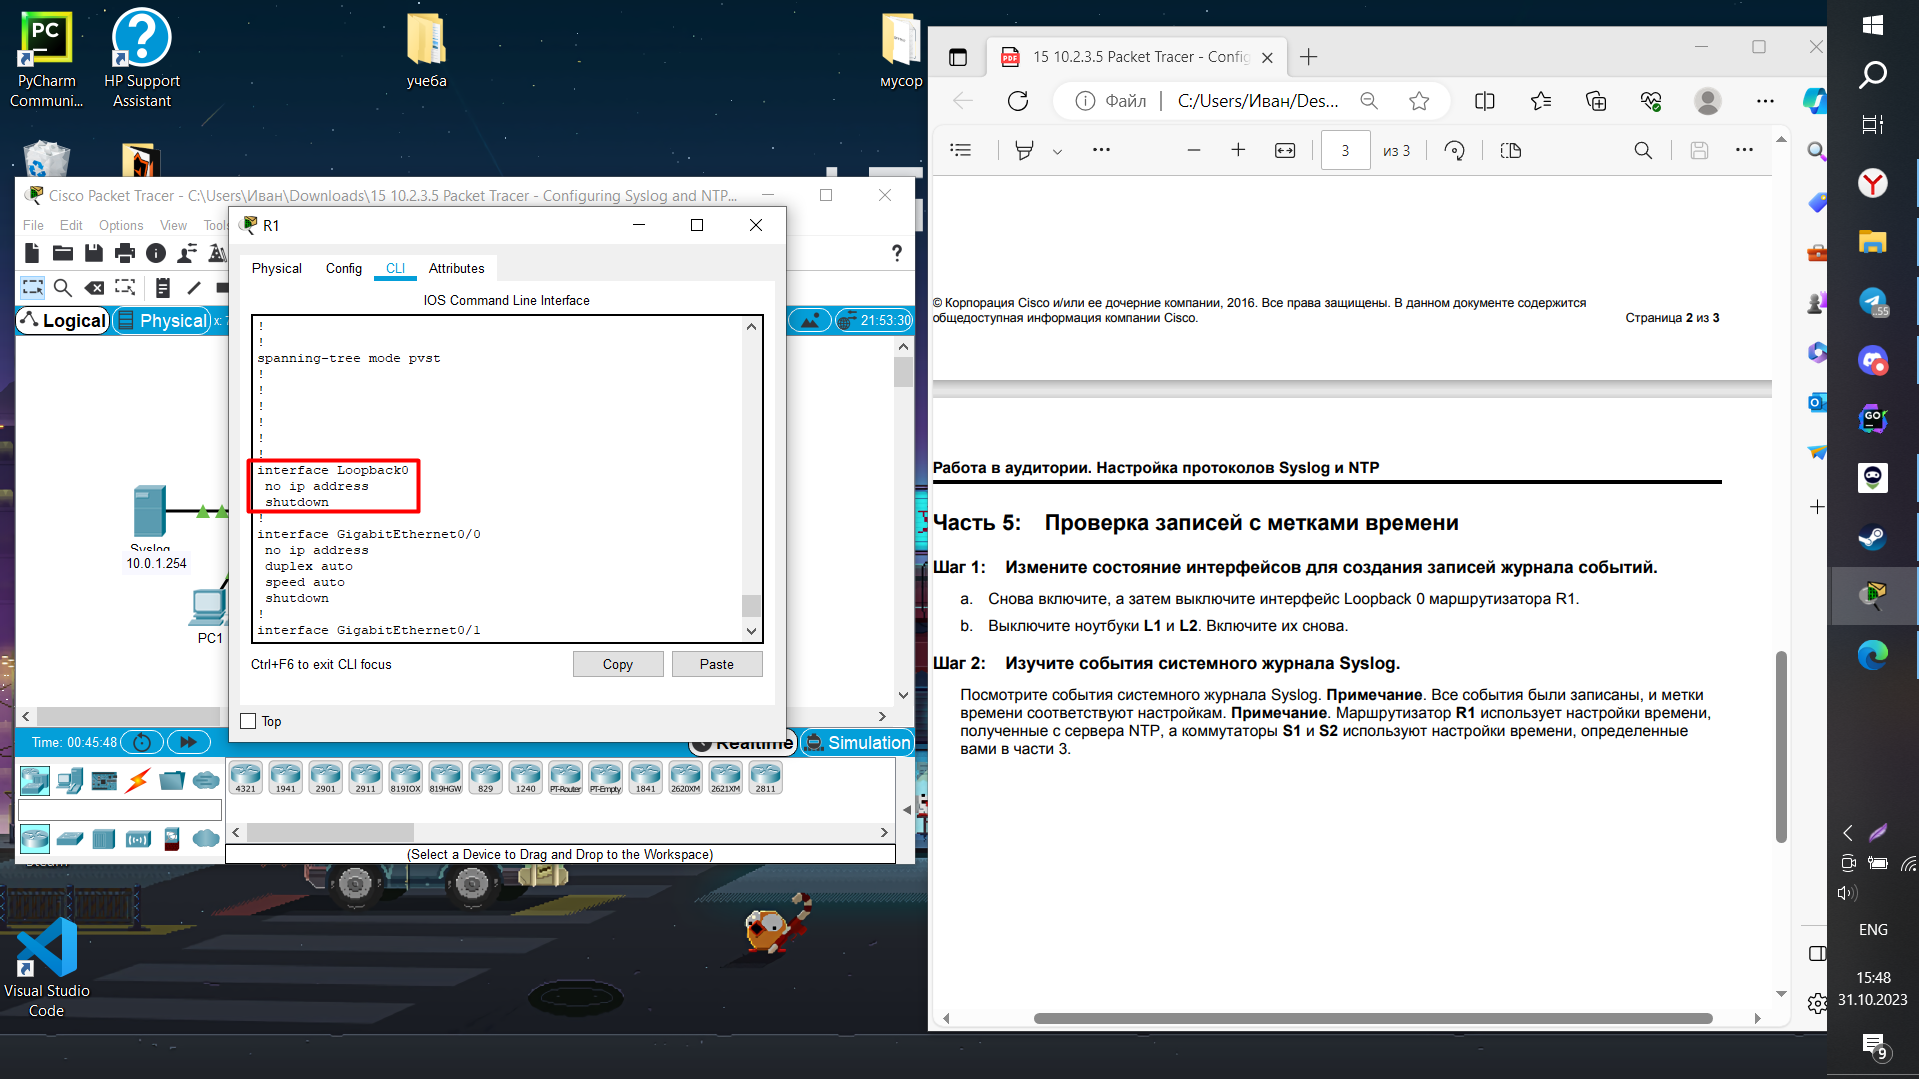 PyCharm
Communi...
HP Support
Assistant
учеба
мусор
Cisco Packet Tracer - C:\Users\Иван\Downloads\15 10.2.3.5 Packet Tracer - Configuring Syslog and NTP...
File Edit Options View Tools
Logical
Physical
x: 7
21:53:30
Syslog
10.0.1.254
PC1
R1
Physical Config CLI Attributes
IOS Command Line Interface
!
!
spanning-tree mode pvst
!
!
!
!
!
!
interface Loopback0
no ip address
shutdown
!
interface GigabitEthernet0/0
no ip address
duplex auto
speed auto
shutdown
!
interface GigabitEthernet0/1
Ctrl+F6 to exit CLI focus
Copy
Paste
Top
Time: 00:45:48
Realtime
Simulation
4321 1941 2901 2911 819IOX 819HGW 829 1240 PT-Router PT-Empty 1841 2620XM 2621XM 2811
(Select a Device to Drag and Drop to the Workspace)
Steam
Visual Studio
Code
15 10.2.3.5 Packet Tracer - Config
Файл
C:/Users/Иван/Des...
3
из 3
© Корпорация Cisco и/или ее дочерние компании, 2016. Все права защищены. В данном документе содержится
общедоступная информация компании Cisco.
Страница 2 из 3
Работа в аудитории. Настройка протоколов Syslog и NTP
Часть 5: Проверка записей с метками времени
Шаг 1: Измените состояние интерфейсов для создания записей журнала событий.
a. Снова включите, а затем выключите интерфейс Loopback 0 маршрутизатора R1.
b. Выключите ноутбуки L1 и L2. Включите их снова.
Шаг 2: Изучите события системного журнала Syslog.
Посмотрите события системного журнала Syslog. Примечание. Все события были записаны, и метки
времени соответствуют настройкам. Примечание. Маршрутизатор R1 использует настройки времени,
полученные с сервера NTP, а коммутаторы S1 и S2 используют настройки времени, определенные
вами в части 3.
55
ENG
15:48
31.10.2023
9